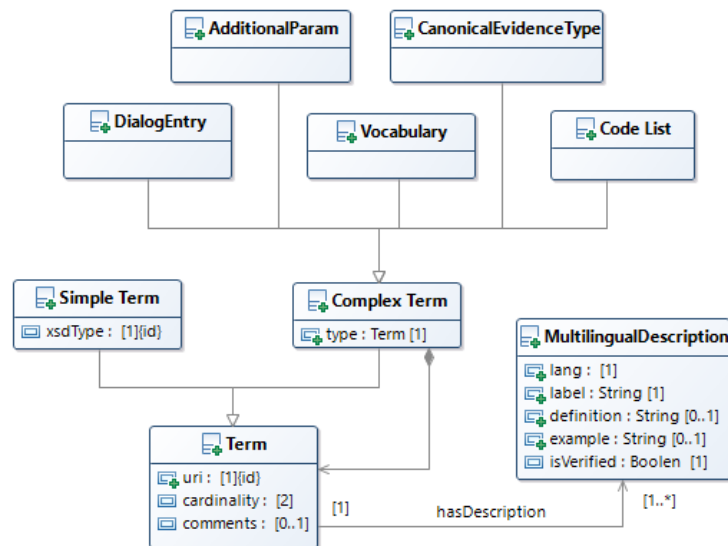 AdditionalParam
CanonicalEvidenceType
DialogEntry
Vocabulary
Code List
Simple Term
xsdType : [1]{id}
Complex Term
type : Term [1]
MultilingualDescription
lang : [1]
label : String [1]
definition : String [0..1]
example : String [0..1]
isVerified : Boolen [1]
Term
uri : [1]{id}
cardinality : [2]
comments : [0..1]
[1]
hasDescription
[1..*]